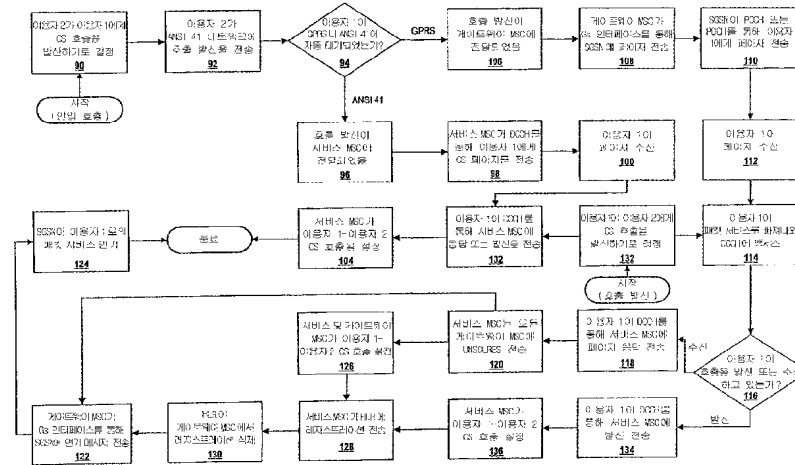 이용자 2가 이용자 1에게
CS 호출을
발신하기로 결정
90
이용자 2가
ANSI 41 네트워크에
호출 발신을 전송
92
이용자 1이
GPRS나 ANSI 41에
자동 대기되었는가?
94
GPRS
호출 발신이
게이트웨이 MSC에
전달되었음
106
게이트웨이 MSC가
Gs 인터페이스를 통해
SGSN에 페이지 전송
108
SGSN이 PCCH 또는
통해 이용자
1에게 페이지 전송
110
시작
(인입 호출)
ANSI 41
호출 발신이
서비스 MSC에
전달되었음
96
서비스 MSC가 DCCH를
통해 이용자 1에게
CS 페이지를 전송
98
이용자 1이
페이지 수신
100
이용자 1이
페이지 수신
112
SGSN이 이용자 1로의
패킷 서비스 연기
124
종료
서비스 MSC가
이용자 1-이용자 2
CS 호출을 설정
104
이용자 1이 DCCH를
통해 서비스 MSC에
응답 또는 발신을 전송
132
이용자 1이 이용자 2에게
CS 호출을
발신하기로 결정
132
이용자 1이
패킷 서비스를
DCCH에 액세스
114
시작
(호출 발신)
서비스 및 게이트웨이
MSC가 이용자 1-
이용자 2 CS 호출 설정
126
서비스 MSC는 또한
게이트웨이 MSC에
UNSOLRES 전송
120
이용자 1이 DCCH를
통해 서비스 MSC에
페이지 응답 전송
118
수신
이용자 1이
호출을 발신 또는 수신
하고 있는가?
116
발신
게이트웨이 MSC가
Gs 인터페이스를 통해
SGSN에 연기 메시지 전송
122
HLR이
게이트웨이 MSC에서
레지스트레이션 삭제
130
서비스 MSC가 HLR에
레지스트레이션 전송
128
서비스 MSC가
이용자 1-이용자 2
CS 호출 설정
136
이용자 1이 DCCH를
통하여 서비스 MSC에
발신 전송
134